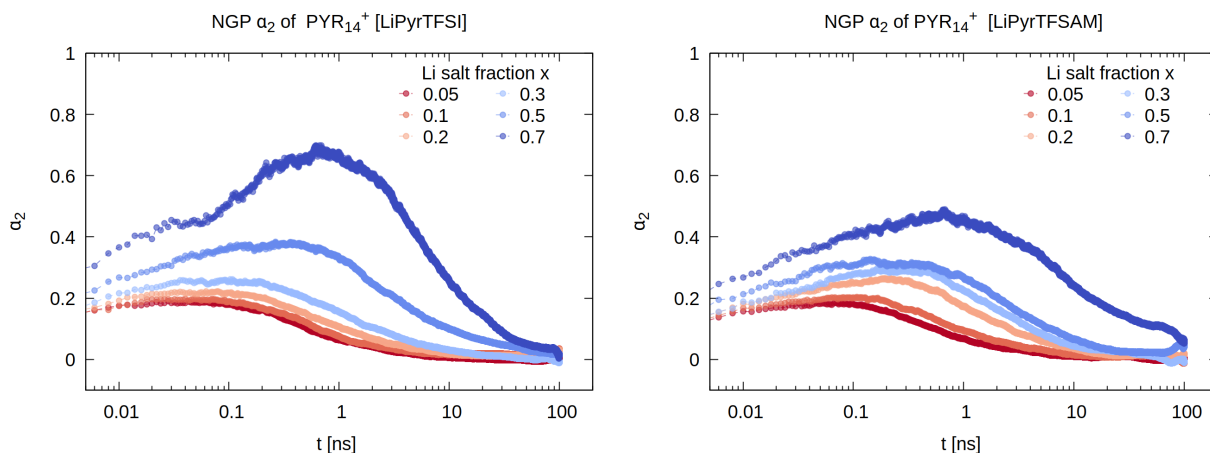 NGP α₂ of PYR₁₄⁺ [LiPyrTFSI]
α₂
1
0.8
0.6
0.4
0.2
0
Li salt fraction x
0.05 0.3
0.1 0.5
0.2 0.7
0.01 0.1 1 10 100
t [ns]
NGP α₂ of PYR₁₄⁺ [LiPyrTFSAM]
α₂
1
0.8
0.6
0.4
0.2
0
Li salt fraction x
0.05 0.3
0.1 0.5
0.2 0.7
0.01 0.1 1 10 100
t [ns]